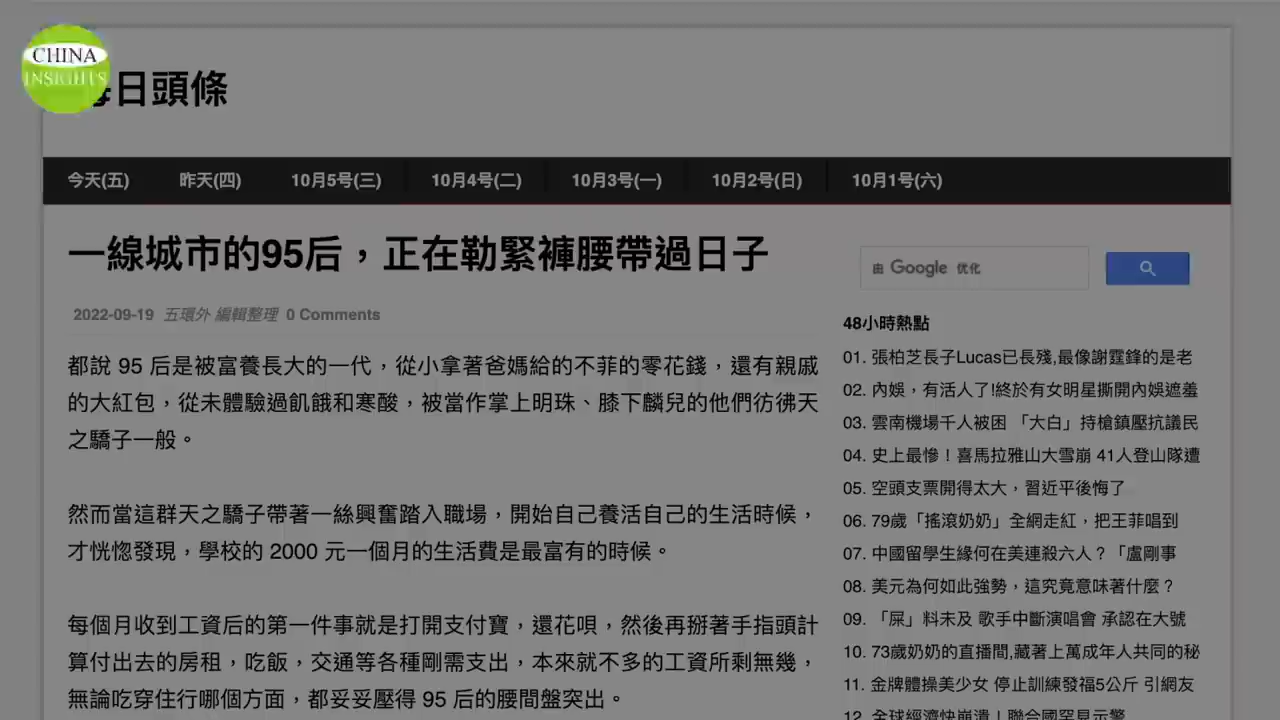 CHINA
INSIGHTS
每日頭條
今天(五) 昨天(四) 10月5号(三) 10月4号(二) 10月3号(一) 10月2号(日) 10月1号(六)
一線城市的95后，正在勒緊褲腰帶過日子
2022-09-19 五環外 編輯整理 0 Comments
都說 95 后是被富養長大的一代，從小拿著爸媽給的不菲的零花錢，還有親戚
的大紅包，從未體驗過飢餓和寒酸，被當作掌上明珠、膝下麟兒的他們彷彿天
之驕子一般。
然而當這群天之驕子帶著一絲興奮踏入職場，開始自己養活自己的生活時候，
才恍惚發現，學校的 2000 元一個月的生活費是最富有的時候。
每個月收到工資后的第一件事就是打開支付寶，還花唄，然後再掰著手指頭計
算付出去的房租，吃飯，交通等各種剛需支出，本來就不多的工資所剩無幾，
無論吃穿住行哪個方面，都妥妥壓得 95 后的腰間盤突出。
由 Google 优化
48小時熱點
01. 張柏芝長子Lucas已長殘,最像謝霆鋒的是老
02. 內娛，有活人了!終於有女明星撕開內娛遮羞
03. 雲南機場千人被困 「大白」持槍鎮壓抗議民
04. 史上最慘！喜馬拉雅山大雪崩 41人登山隊遭
05. 空頭支票開得太大，習近平後悔了
06. 79歲「搖滾奶奶」全網走紅，把王菲唱到
07. 中國留學生緣何在美連殺六人？「盧剛事
08. 美元為何如此強勢，這究竟意味著什麼？
09. 「屎」料未及 歌手中斷演唱會 承認在大號
10. 73歲奶奶的直播間,藏著上萬成年人共同的秘
11. 金牌體操美少女 停止訓練發福5公斤 引網友
12. 全球經濟快崩潰！聯合國罕見示警